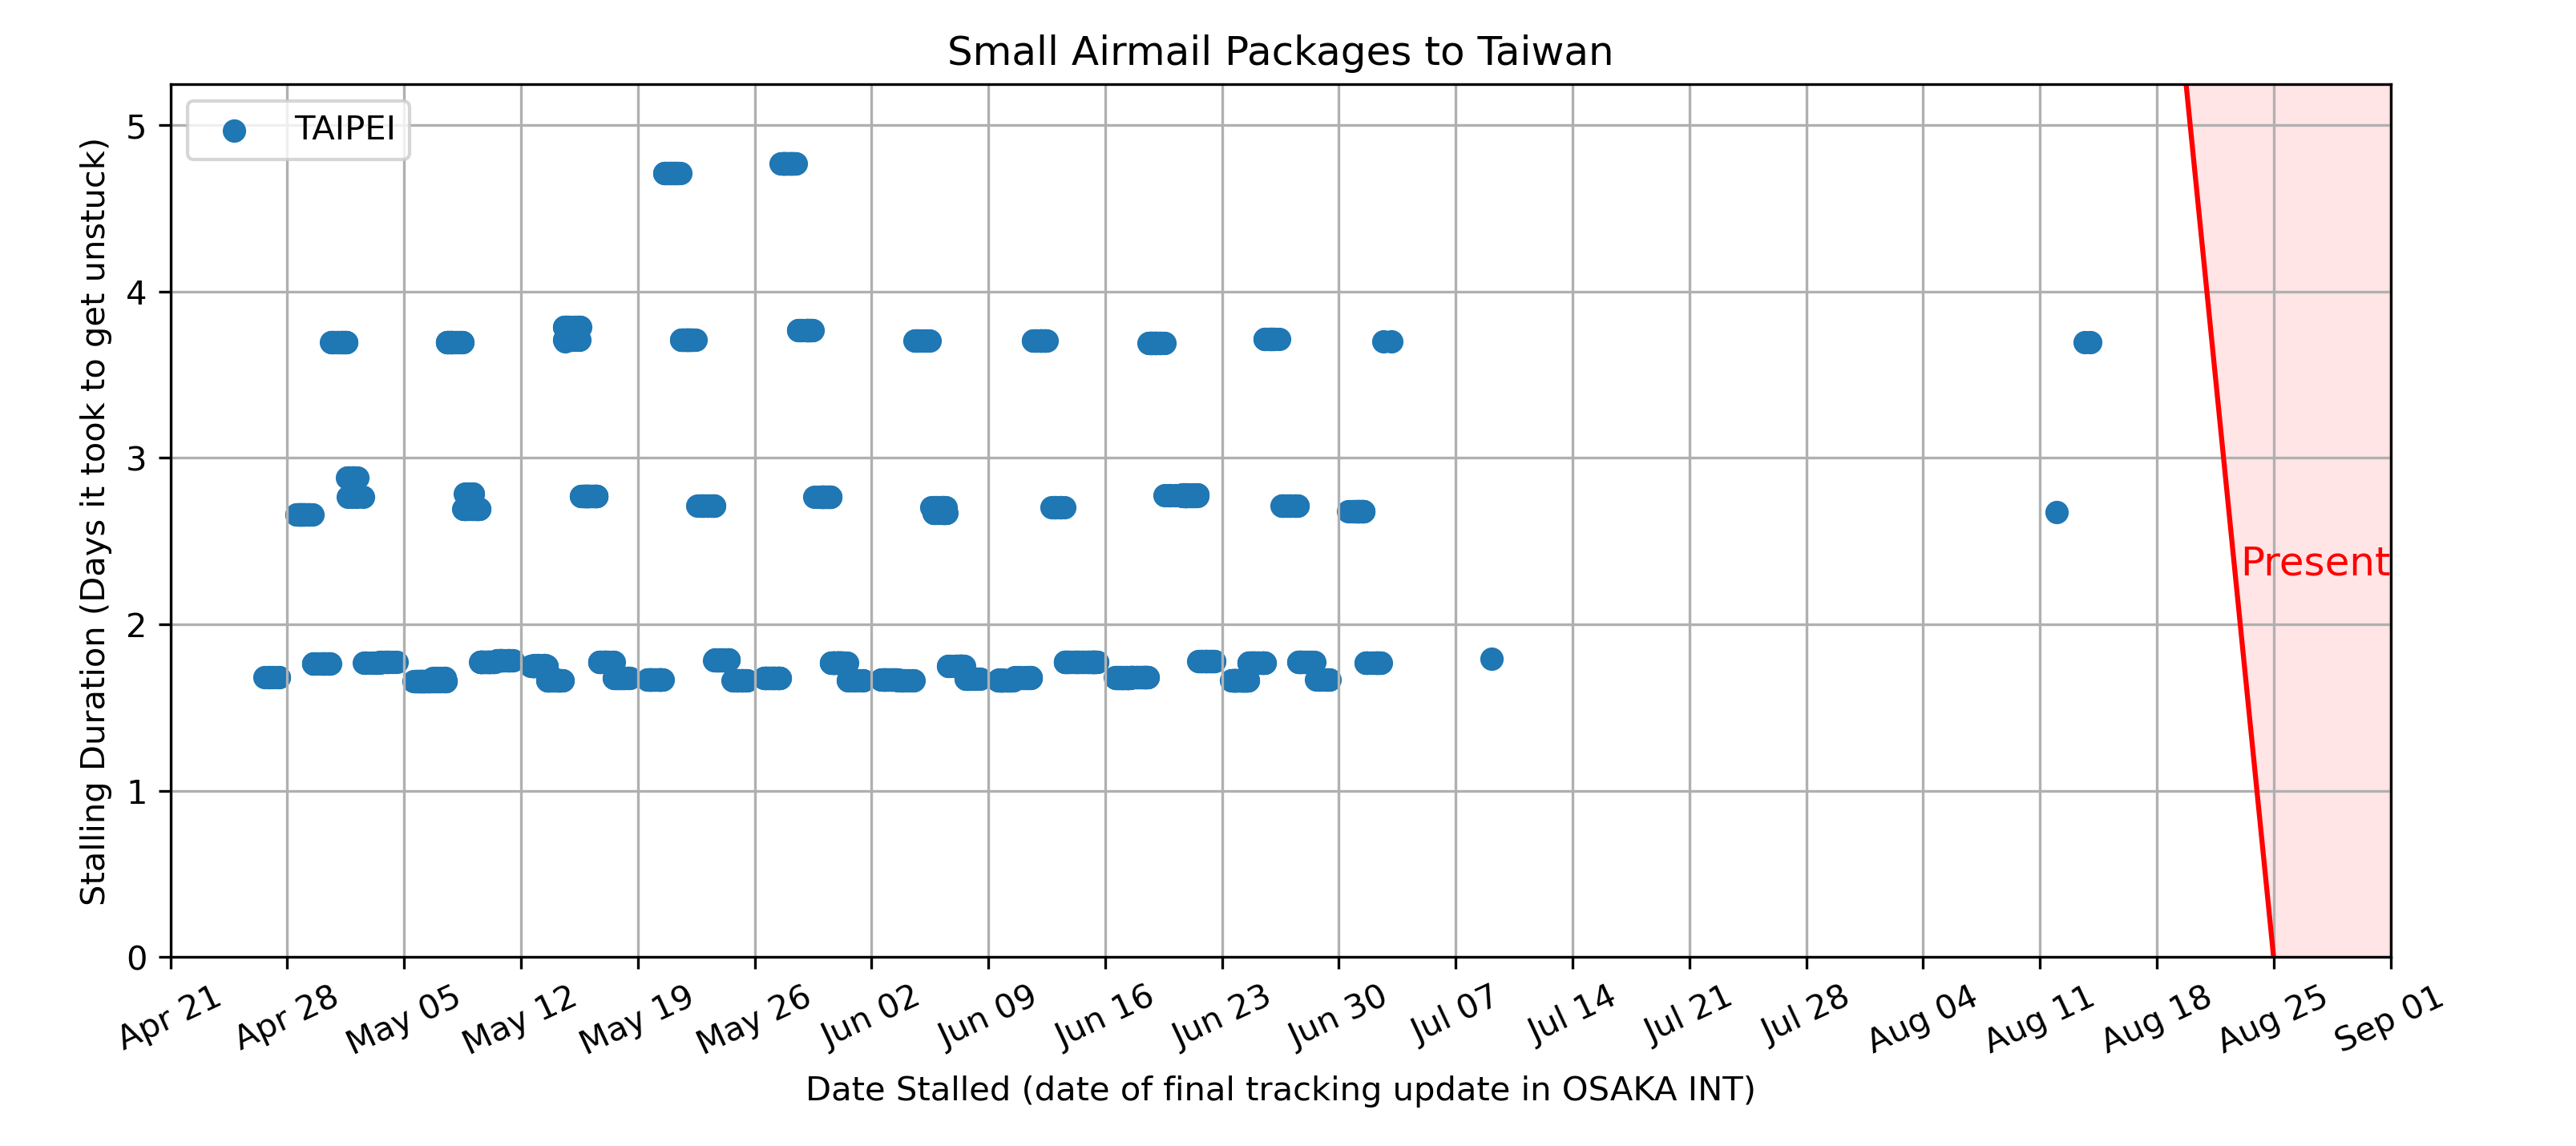 Small Airmail Packages to Taiwan
TAIPEI
Stalling Duration (Days it took to get unstuck)
5
4
3
2
1
0
Present
Apr 21
Apr 28
May 05
May 12
May 19
May 26
Jun 02
Jun 09
Jun 16
Jun 23
Jun 30
Jul 07
Jul 14
Jul 21
Jul 28
Aug 04
Aug 11
Aug 18
Aug 25
Sep 01
Date Stalled (date of final tracking update in OSAKA INT)